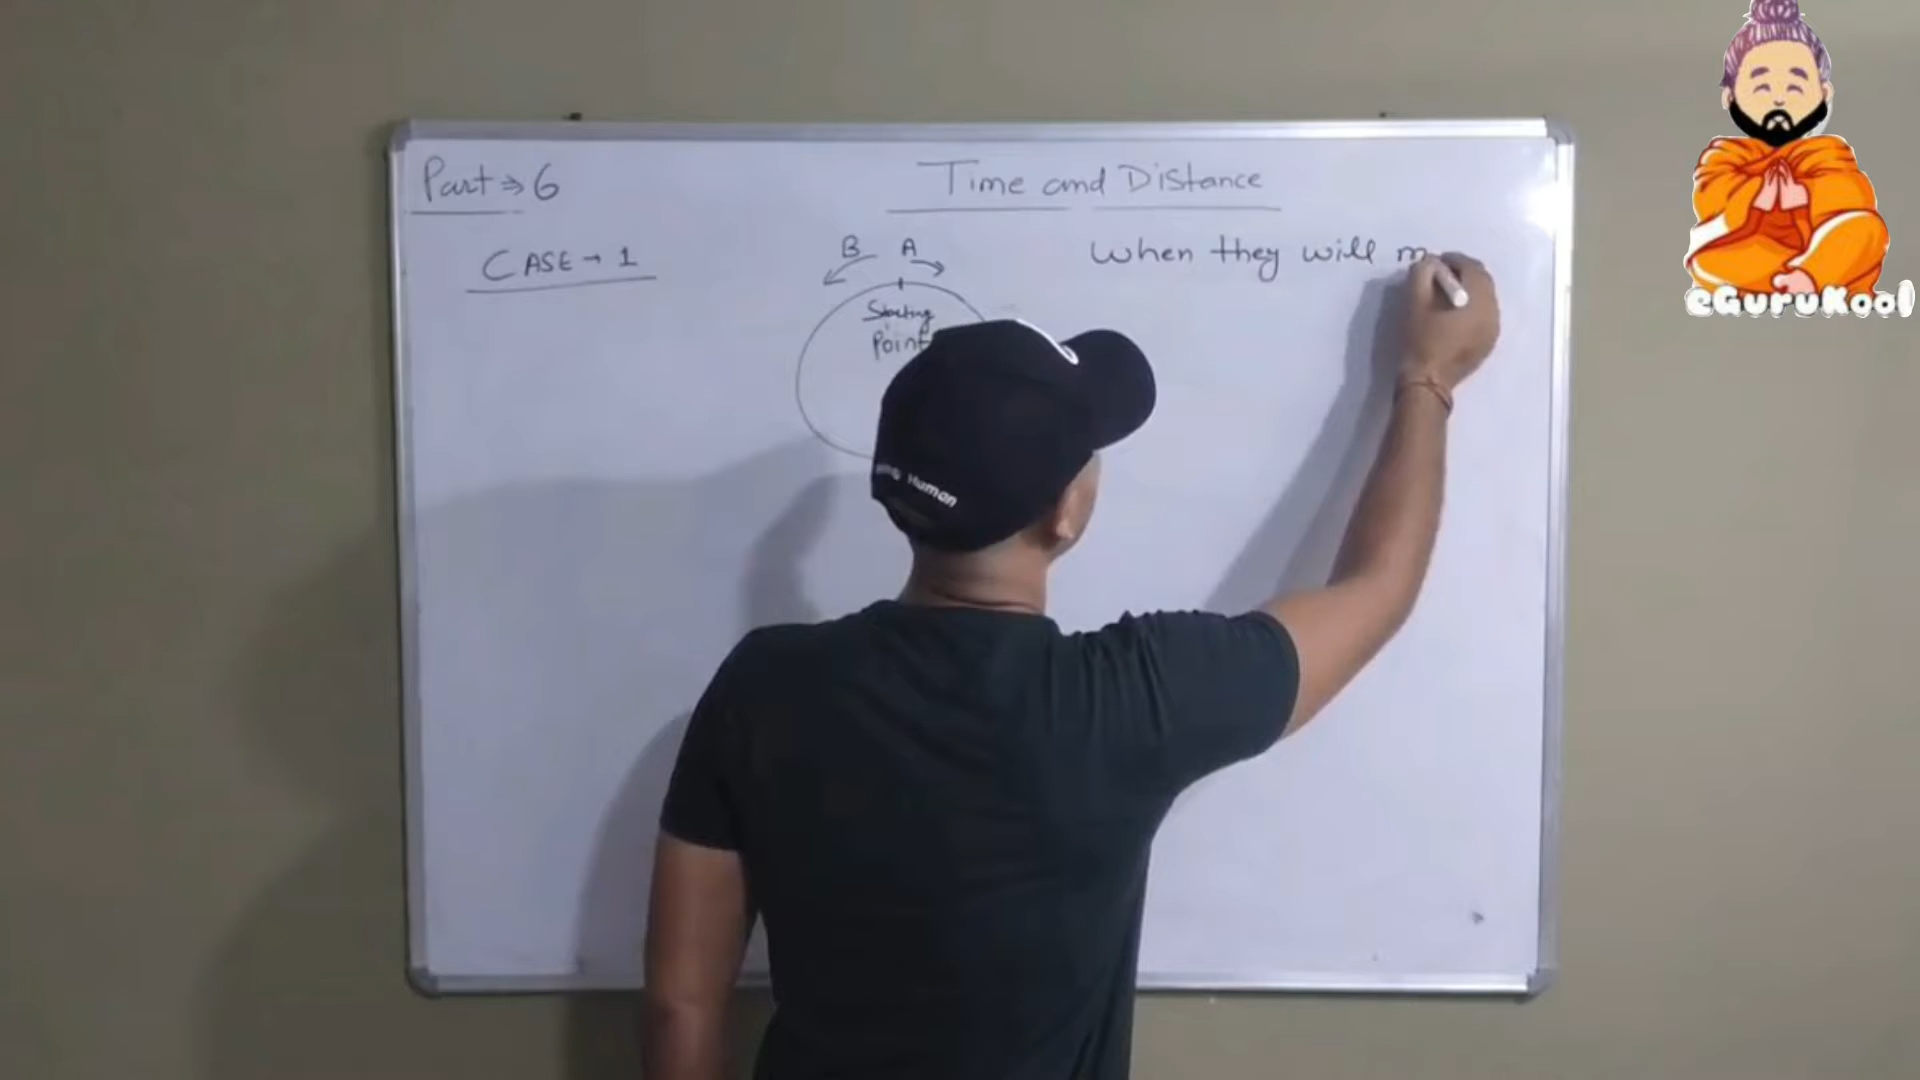 Part ⇒ 6
Time and Distance
CASE → 1
B A
When they will m
Starting
Point
Human
eGuruKool